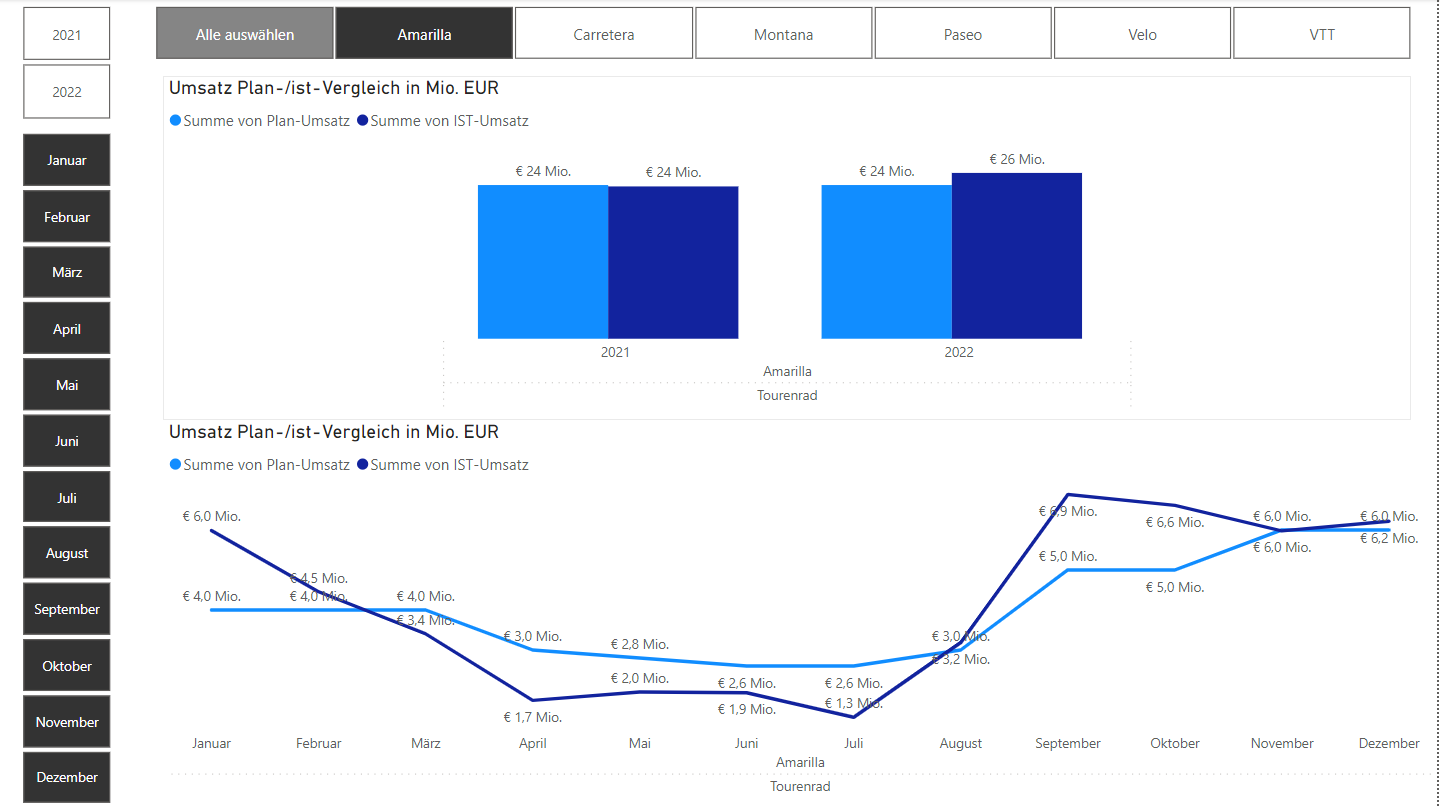 2021
2022
Januar
Februar
März
April
Mai
Juni
Juli
August
September
Oktober
November
Dezember
Alle auswählen Amarilla Carretera Montana Paseo Velo VTT
Umsatz Plan-/ist-Vergleich in Mio. EUR
Summe von Plan-Umsatz Summe von IST-Umsatz
€ 24 Mio. € 24 Mio. € 24 Mio. € 26 Mio.
2021 2022
Amarilla
Tourenrad
Umsatz Plan-/ist-Vergleich in Mio. EUR
Summe von Plan-Umsatz Summe von IST-Umsatz
€ 6,0 Mio. € 4,5 Mio. € 3,4 Mio. € 1,7 Mio. € 2,0 Mio. € 1,9 Mio. € 1,3 Mio. € 3,2 Mio. € 6,9 Mio. € 6,6 Mio. € 6,0 Mio. € 6,2 Mio.
€ 4,0 Mio. € 4,0 Mio. € 4,0 Mio. € 3,0 Mio. € 2,8 Mio. € 2,6 Mio. € 2,6 Mio. € 3,0 Mio. € 5,0 Mio. € 5,0 Mio. € 6,0 Mio. € 6,0 Mio.
Januar Februar März April Mai Juni Juli August September Oktober November Dezember
Amarilla
Tourenrad